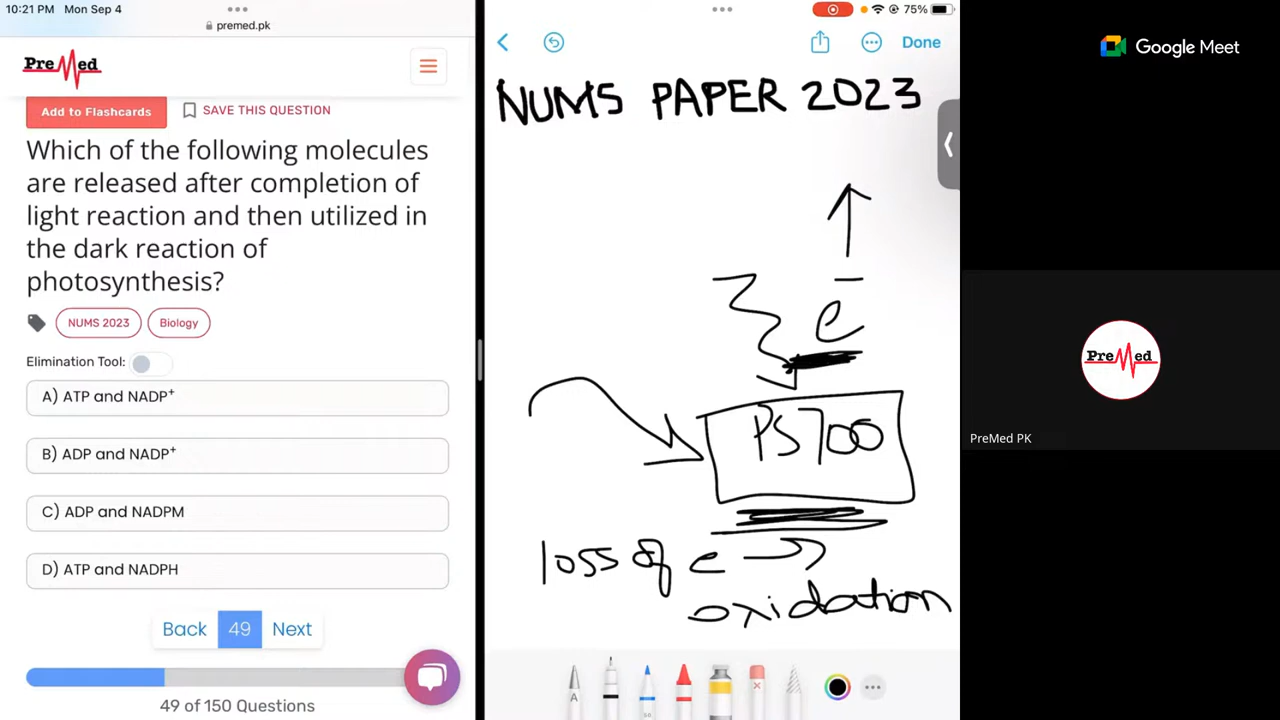 10:21 PM Mon Sep 4
premed.pk
PreMed
Add to Flashcards
SAVE THIS QUESTION
Which of the following molecules
are released after completion of
light reaction and then utilized in
the dark reaction of
photosynthesis?
NUMS 2023
Biology
Elimination Tool:
A) ATP and NADP⁺
B) ADP and NADP⁺
C) ADP and NADPM
D) ATP and NADPH
Back 49 Next
49 of 150 Questions
75%
Done
NUMS PAPER 2023
e⁻
PS700
loss of e →
oxidation
A
Google Meet
PreMed
PreMed PK